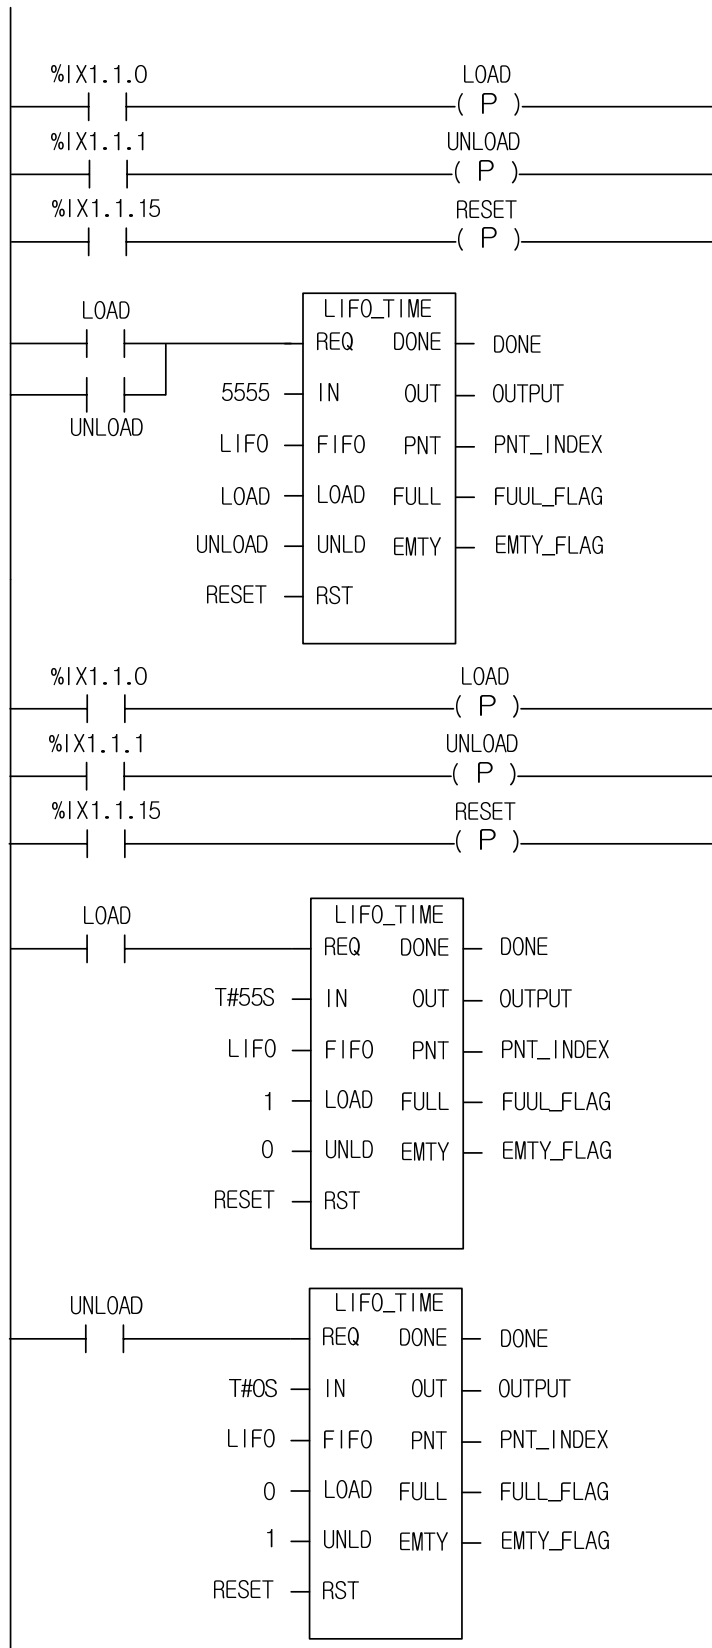 %IX1.1.0 LOAD
( P )
%IX1.1.1 UNLOAD
( P )
%IX1.1.15 RESET
( P )
LOAD LIFO_TIME
REQ DONE DONE
5555 IN OUT OUTPUT
UNLOAD
LIFO FIFO PNT PNT_INDEX
LOAD LOAD FULL FUUL_FLAG
UNLOAD UNLD EMTY EMTY_FLAG
RESET RST
%IX1.1.0 LOAD
( P )
%IX1.1.1 UNLOAD
( P )
%IX1.1.15 RESET
( P )
LOAD LIFO_TIME
REQ DONE DONE
T#55S IN OUT OUTPUT
LIFO FIFO PNT PNT_INDEX
1 LOAD FULL FUUL_FLAG
0 UNLD EMTY EMTY_FLAG
RESET RST
UNLOAD LIFO_TIME
REQ DONE DONE
T#0S IN OUT OUTPUT
LIFO FIFO PNT PNT_INDEX
0 LOAD FULL FULL_FLAG
1 UNLD EMTY EMTY_FLAG
RESET RST